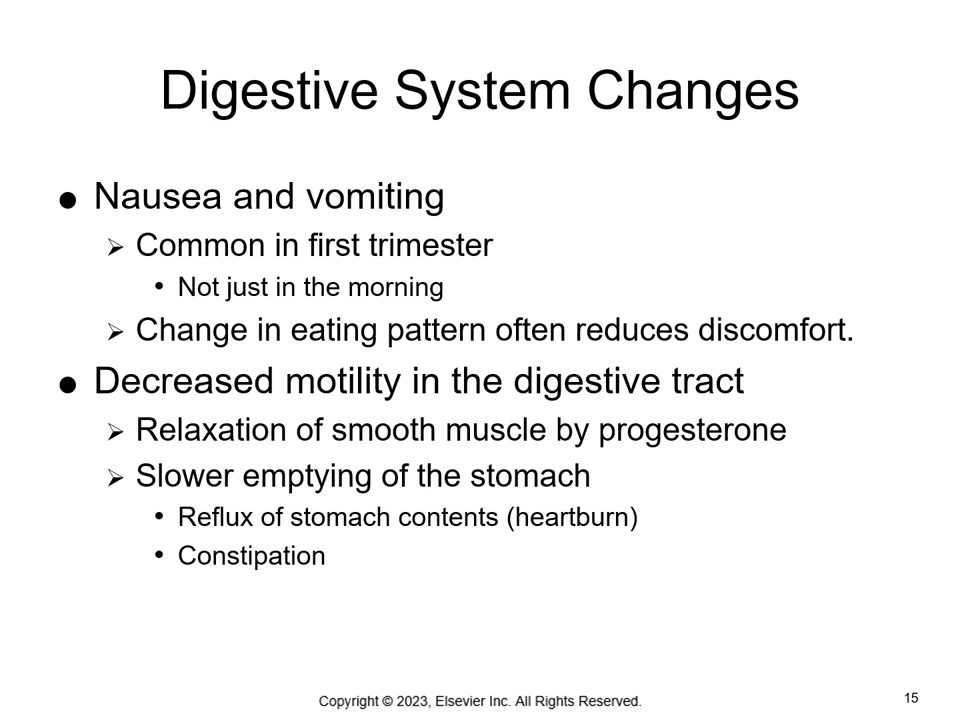 Digestive System Changes
● Nausea and vomiting
➢ Common in first trimester
• Not just in the morning
➢ Change in eating pattern often reduces discomfort.
● Decreased motility in the digestive tract
➢ Relaxation of smooth muscle by progesterone
➢ Slower emptying of the stomach
• Reflux of stomach contents (heartburn)
• Constipation
Copyright © 2023, Elsevier Inc. All Rights Reserved.
15